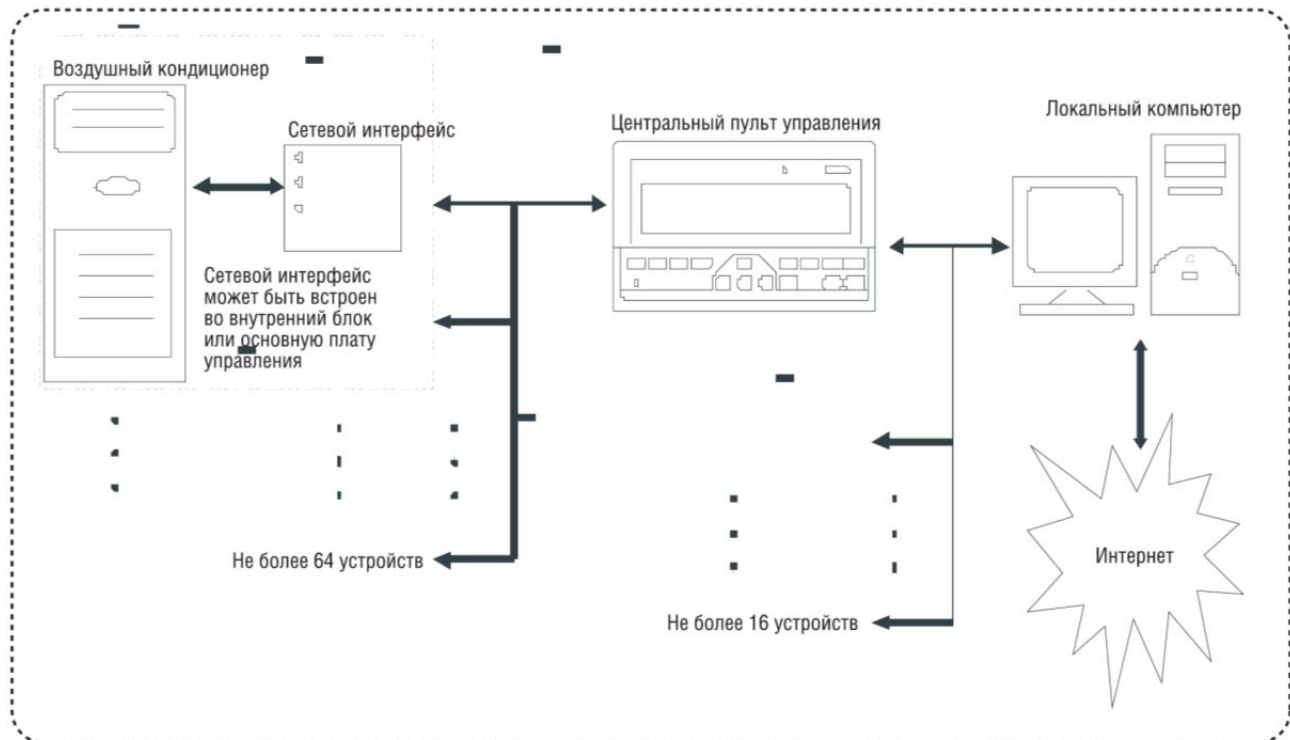 Воздушный кондиционер
Сетевой интерфейс
Сетевой интерфейс
может быть встроен
во внутренний блок
или основную плату
управления
Не более 64 устройств
Центральный пульт управления
Не более 16 устройств
Локальный компьютер
Интернет